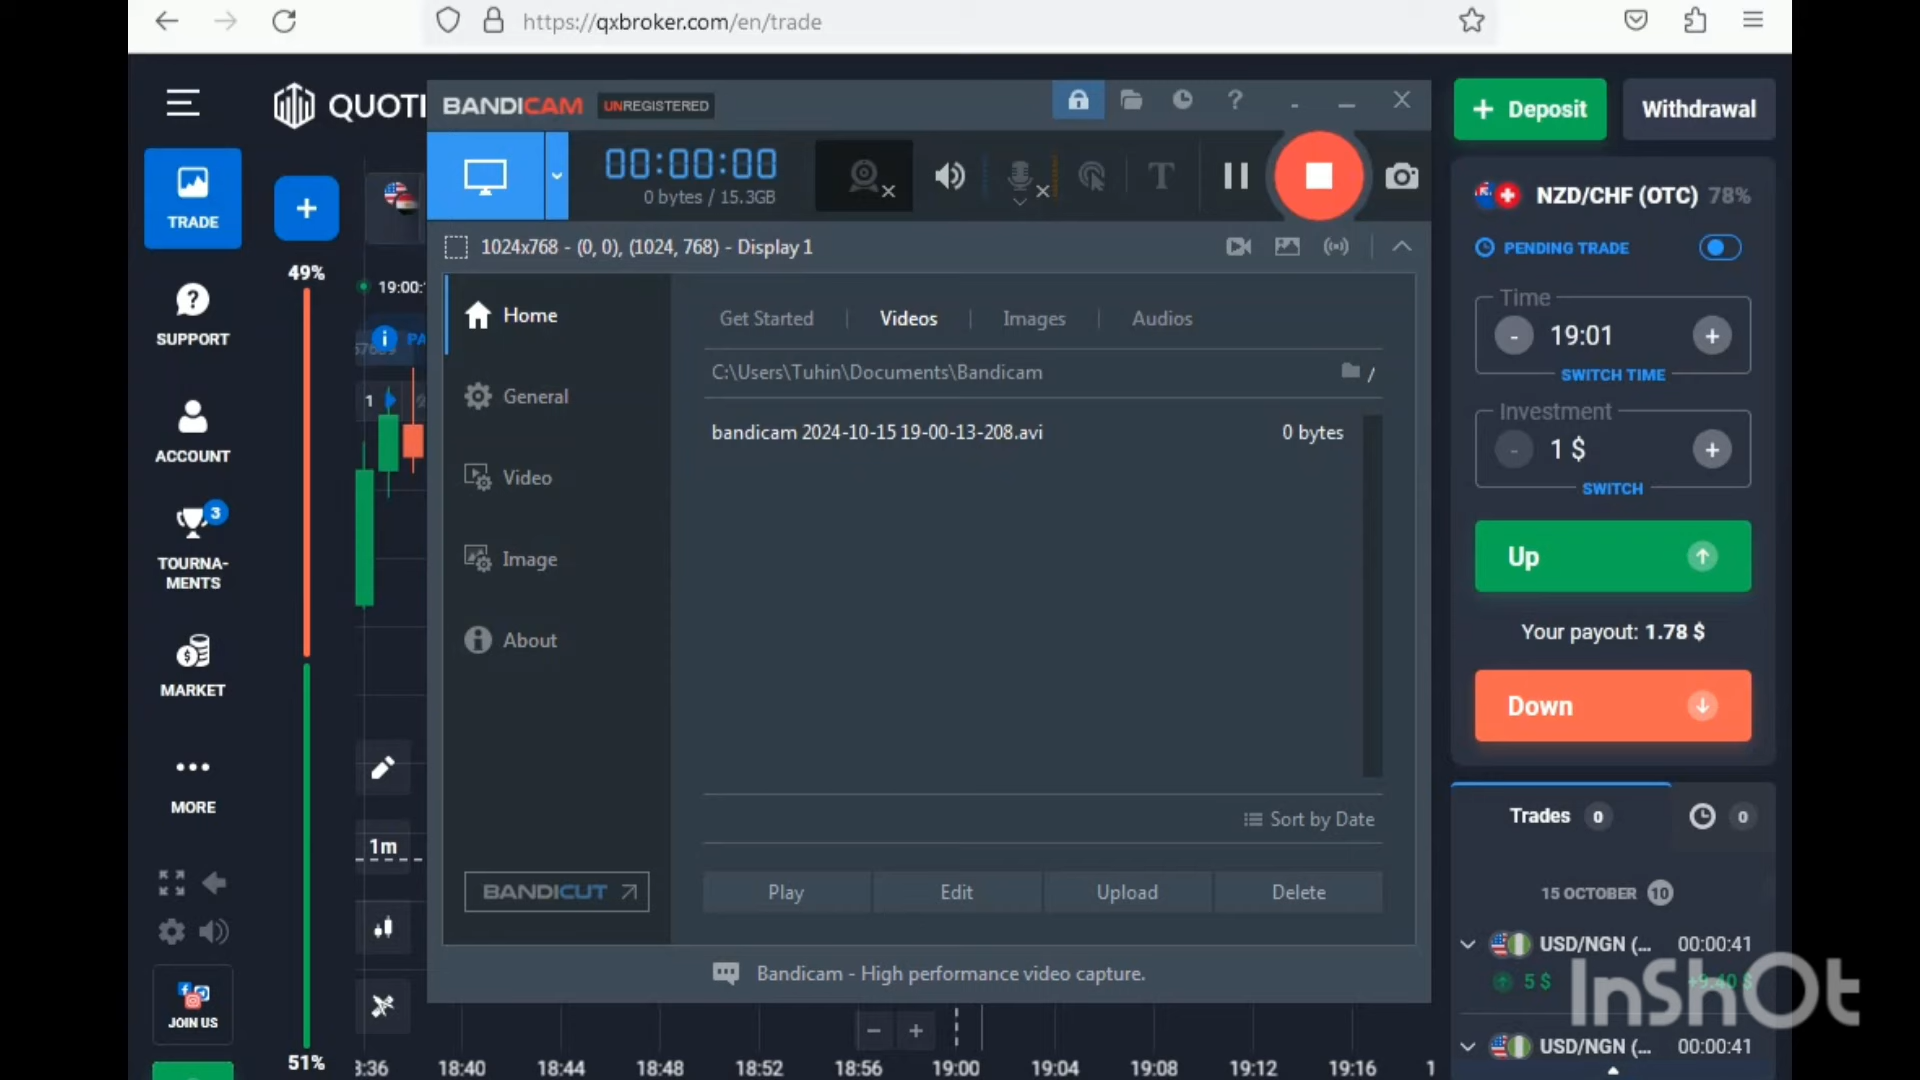 https://qxbroker.com/en/trade
QUOTI
BANDICAM UNREGISTERED
?
Deposit
Withdrawal
TRADE
00:00:00
0 bytes / 15.3GB
T
NZD/CHF (OTC) 78%
1024x768 - (0, 0), (1024, 768) - Display 1
PENDING TRADE
49%
19:00:
SUPPORT
Home
Get Started
Videos
Images
Audios
Time
- 19:01 +
SWITCH TIME
PA
C:\Users\Tuhin\Documents\Bandicam
/
1
General
Investment
- 1 $ +
SWITCH
ACCOUNT
bandicam 2024-10-15 19-00-13-208.avi
0 bytes
Video
3
TOURNA-
MENTS
Image
Up
About
Your payout: 1.78 $
MARKET
Down
MORE
1m
Sort by Date
Trades 0
0
BANDICUT
Play
Edit
Upload
Delete
15 OCTOBER 10
USD/NGN (... 00:00:41
5 $
+9.40 $
Bandicam - High performance video capture.
InShOt
JOIN US
USD/NGN (... 00:00:41
51%
18:40
18:44
18:48
18:52
18:56
19:00
19:04
19:08
19:12
19:16
1